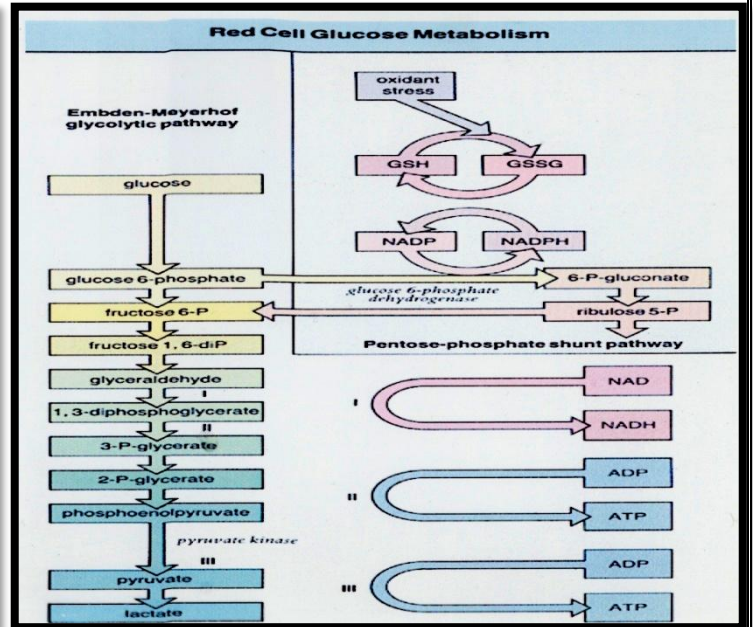 Red Cell Glucose Metabolism
Embden-Meyerhof
glycolytic pathway
glucose
glucose 6-phosphate
fructose 6-P
fructose 1, 6-diP
glyceraldehyde
I
1, 3-diphosphoglycerate
II
3-P-glycerate
2-P-glycerate
phosphoenolpyruvate
pyruvate kinase
III
pyruvate
lactate
oxidant
stress
GSH
GSSG
NADP
NADPH
6-P-gluconate
glucose 6-phosphate
dehydrogenase
ribulose 5-P
Pentose-phosphate shunt pathway
I
NAD
NADH
II
ADP
ATP
III
ADP
ATP